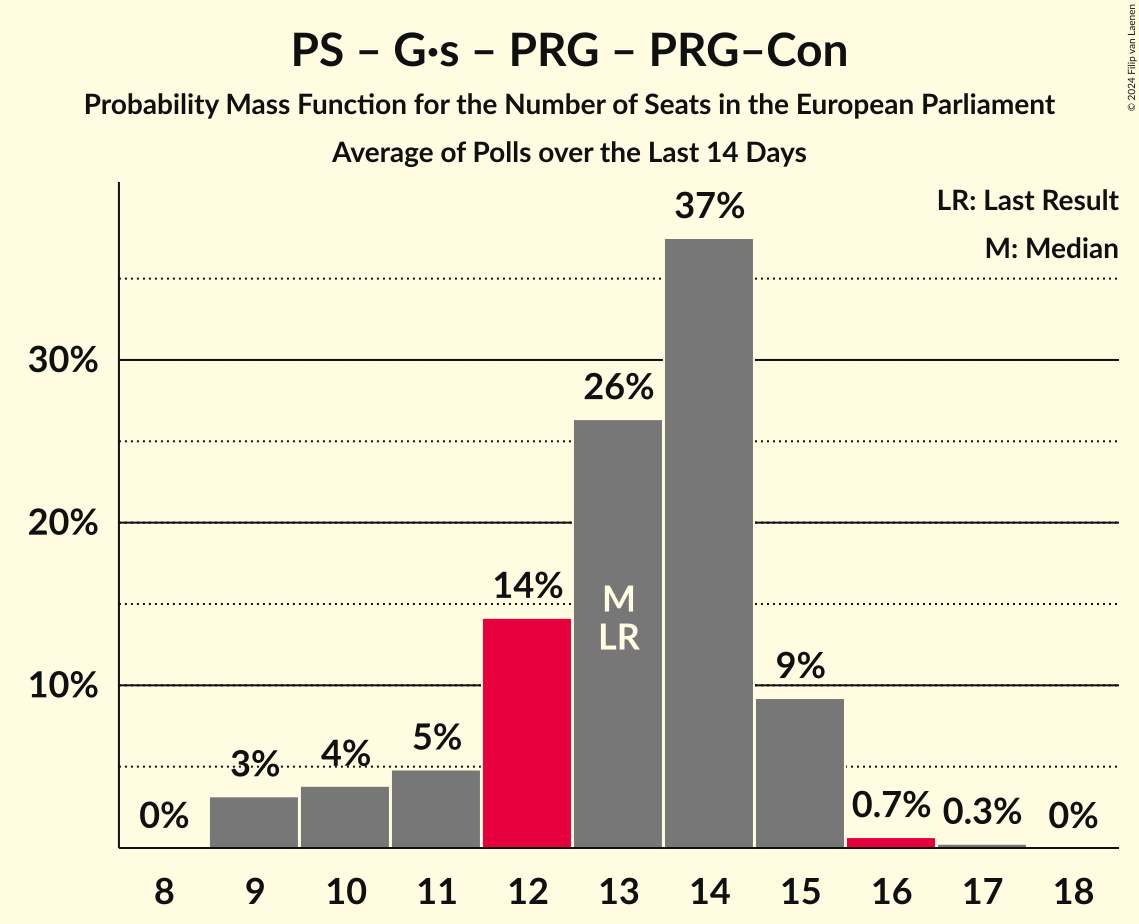 PS – G·s – PRG – PRG–Con
Probability Mass Function for the Number of Seats in the European Parliament
Average of Polls over the Last 14 Days
© 2024 Filip van Laenen
LR: Last Result
M: Median
37%
30%
26%
20%
14%
M
LR
10%
9%
5%
4%
3%
0%
0.7%
0.3%
0%
8 9 10 11 12 13 14 15 16 17 18